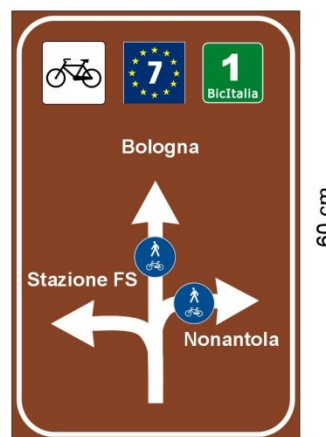 7
1
BicItalia
Bologna
Stazione FS
Nonantola
60 cm